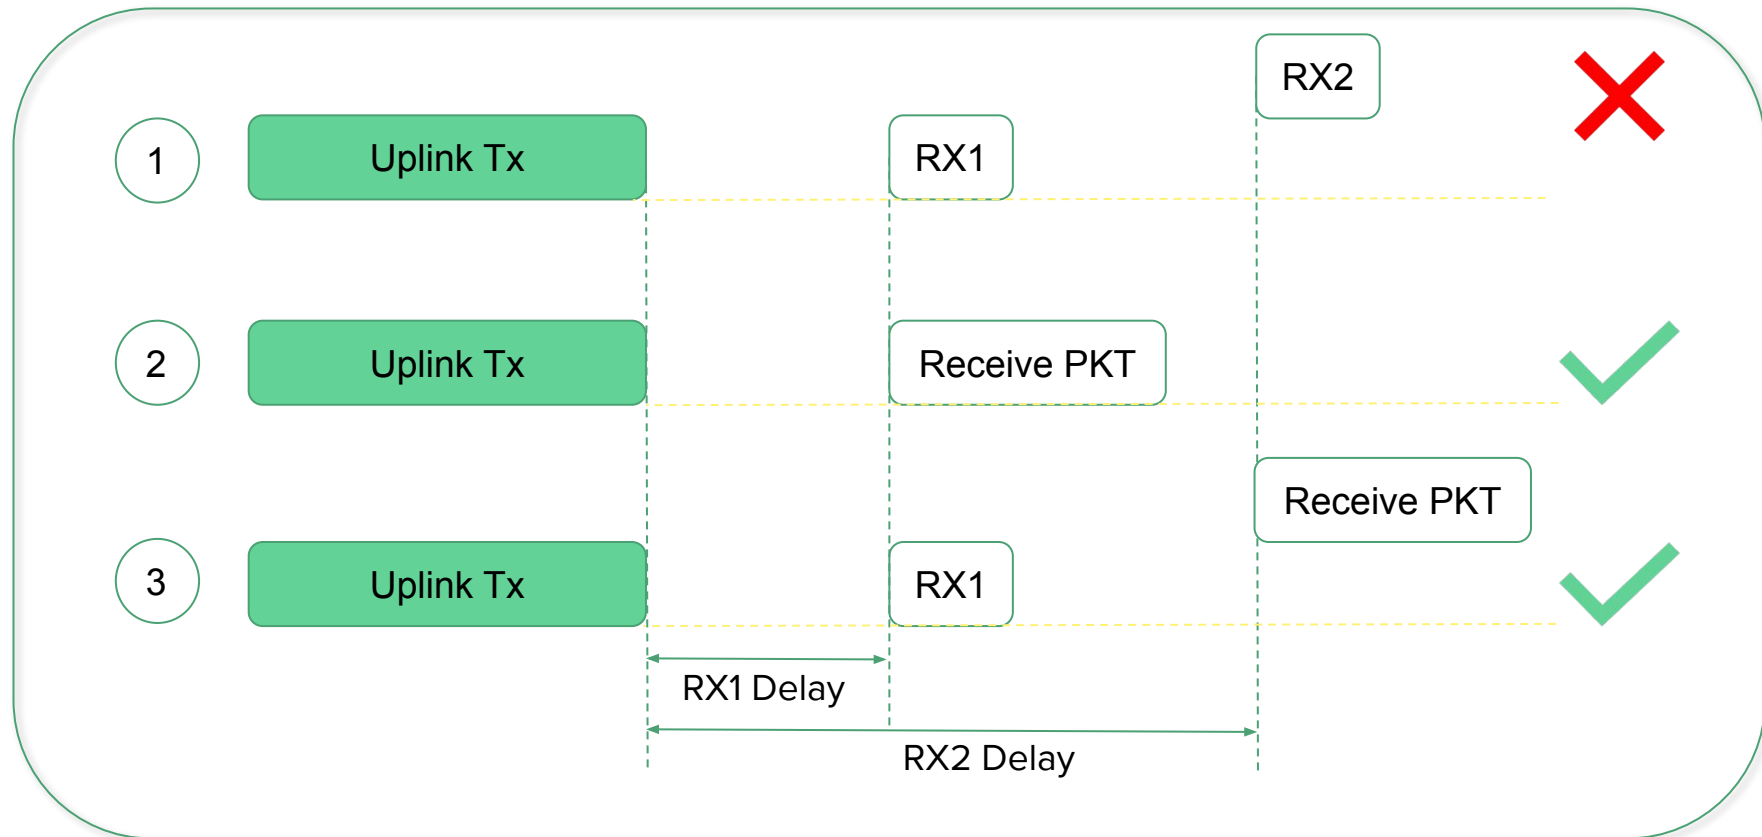 RX2
1
Uplink Tx
RX1
2
Uplink Tx
Receive PKT
Receive PKT
3
Uplink Tx
RX1
RX1 Delay
RX2 Delay